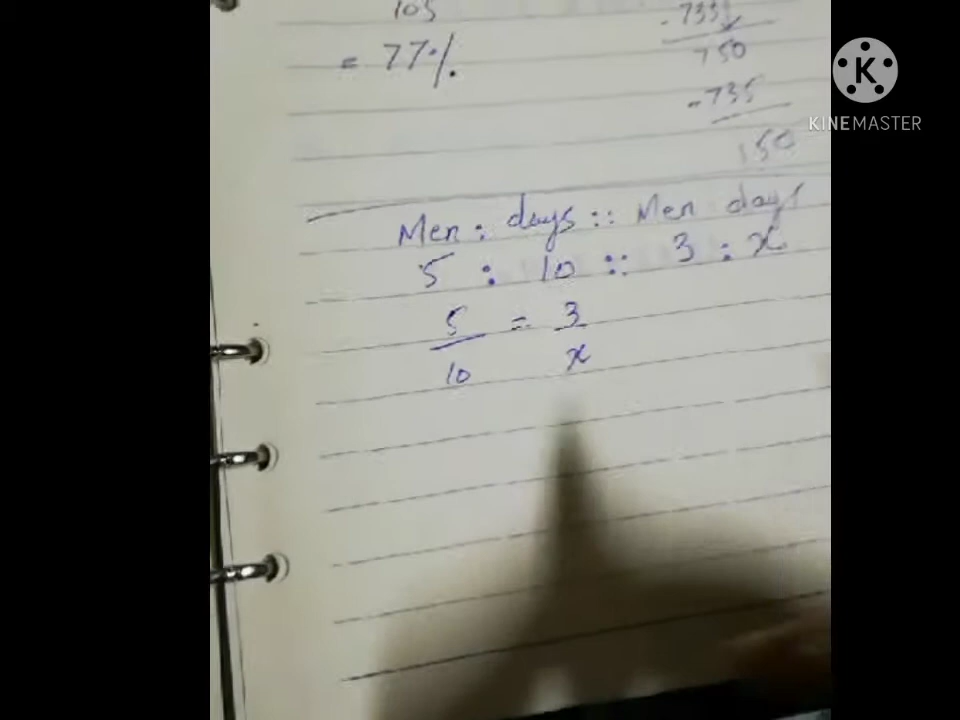 105
= 77%
- 735
750
- 735
150
Men : days :: Men days
5 : 10 :: 3 : x
5/10 = 3/x
K
KINEMASTER